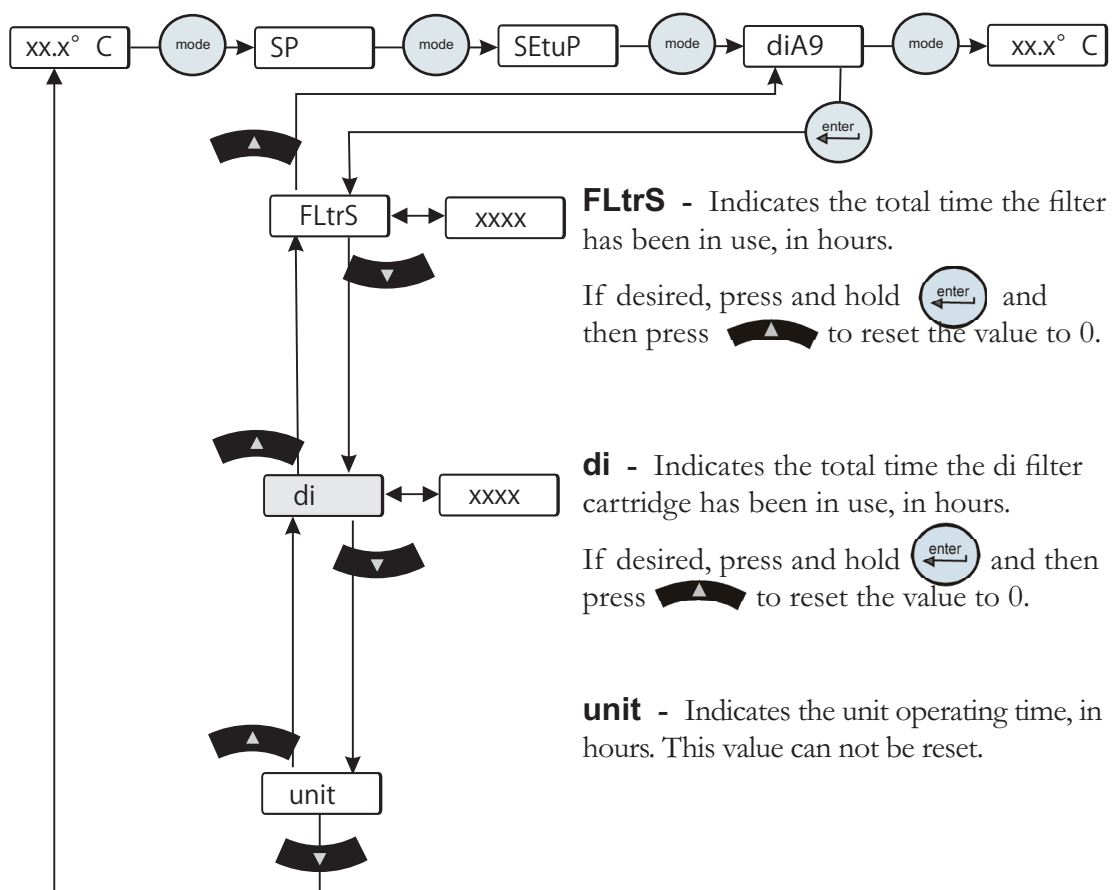 xx.x° C mode SP mode SEtuP mode diA9 mode xx.x° C
enter
FLtrS xxxx
FLtrS - Indicates the total time the filter
has been in use, in hours.
If desired, press and hold enter and
then press to reset the value to 0.
di xxxx
di - Indicates the total time the di filter
cartridge has been in use, in hours.
If desired, press and hold enter and then
press to reset the value to 0.
unit - Indicates the unit operating time, in
hours. This value can not be reset.
unit